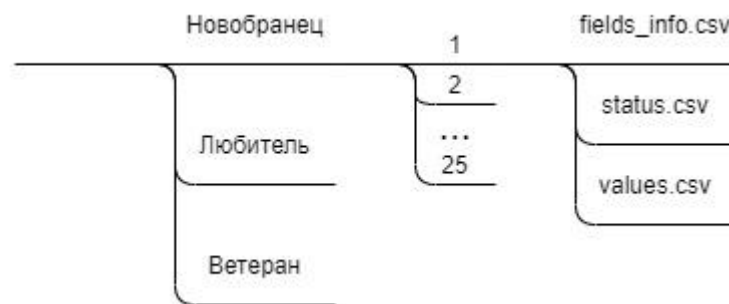 Новобранец
1
fields_info.csv
2
status.csv
...
Любитель
25
values.csv
Ветеран